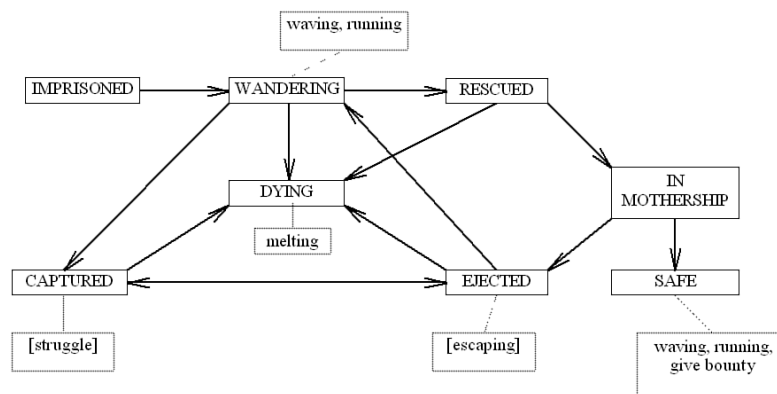 waving, running
IMPRISONED
WANDERING
RESCUED
DYING
IN
MOTHERSHIP
melting
CAPTURED
EJECTED
SAFE
[struggle]
[escaping]
waving, running,
give bounty